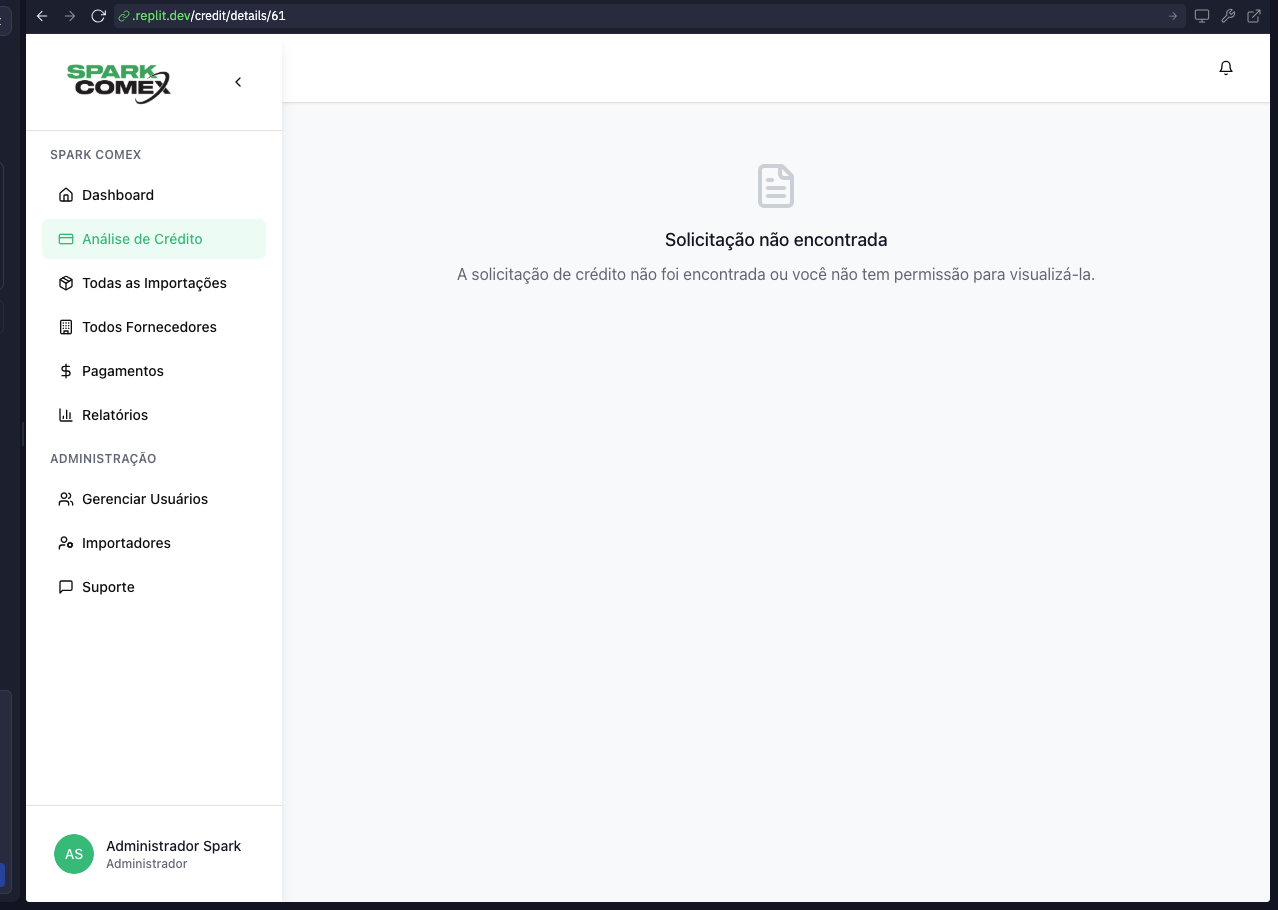 .replit.dev/credit/details/61
SPARK
COMEX
SPARK COMEX
Dashboard
Análise de Crédito
Todas as Importações
Todos Fornecedores
Pagamentos
Relatórios
ADMINISTRAÇÃO
Gerenciar Usuários
Importadores
Suporte
AS
Administrador Spark
Administrador
Solicitação não encontrada
A solicitação de crédito não foi encontrada ou você não tem permissão para visualizá-la.